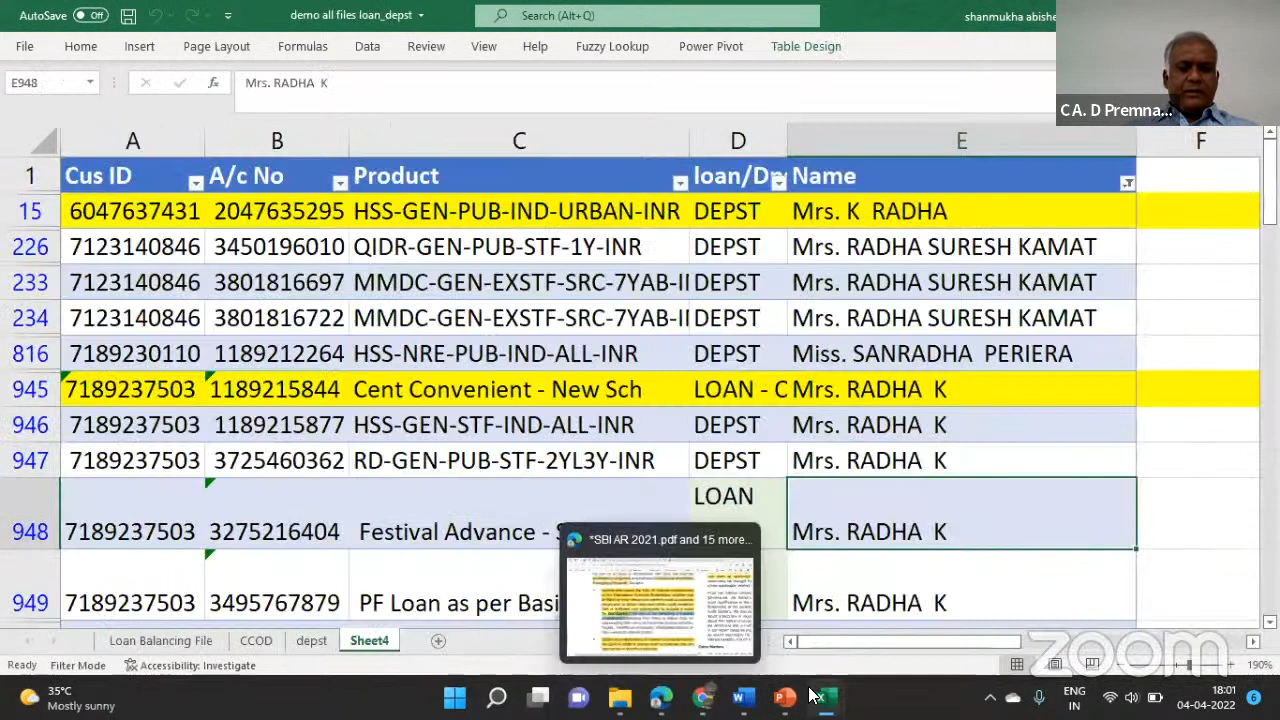 AutoSave Off demo all files loan_depst Search (Alt+Q) shanmukha abishe
File Home Insert Page Layout Formulas Data Review View Help Fuzzy Lookup Power Pivot Table Design
E948 fx Mrs. RADHA K
C A. D Premna...
A B C D E F
1 Cus ID A/c No Product loan/Dp Name
15 6047637431 2047635295 HSS-GEN-PUB-IND-URBAN-INR DEPST Mrs. K RADHA
226 7123140846 3450196010 QIDR-GEN-PUB-STF-1Y-INR DEPST Mrs. RADHA SURESH KAMAT
233 7123140846 3801816697 MMDC-GEN-EXSTF-SRC-7YAB-II DEPST Mrs. RADHA SURESH KAMAT
234 7123140846 3801816722 MMDC-GEN-EXSTF-SRC-7YAB-II DEPST Mrs. RADHA SURESH KAMAT
816 7189230110 1189212264 HSS-NRE-PUB-IND-ALL-INR DEPST Miss. SANRADHA PERIERA
945 7189237503 1189215844 Cent Convenient - New Sch LOAN - C Mrs. RADHA K
946 7189237503 1189215877 HSS-GEN-STF-IND-ALL-INR DEPST Mrs. RADHA K
947 7189237503 3725460362 RD-GEN-PUB-STF-2YL3Y-INR DEPST Mrs. RADHA K
LOAN
948 7189237503 3275216404 Festival Advance - S Mrs. RADHA K
*SBI AR 2021.pdf and 15 more...
949 7189237503 3495767879 PF Loan as per Basi Mrs. RADHA K
Loan Balancing File CCOD depst Sheet4
zoom
Ready Filter Mode Accessibility: Investigate 190%
35°C
Mostly sunny
ENG
IN
18:01
04-04-2022
6